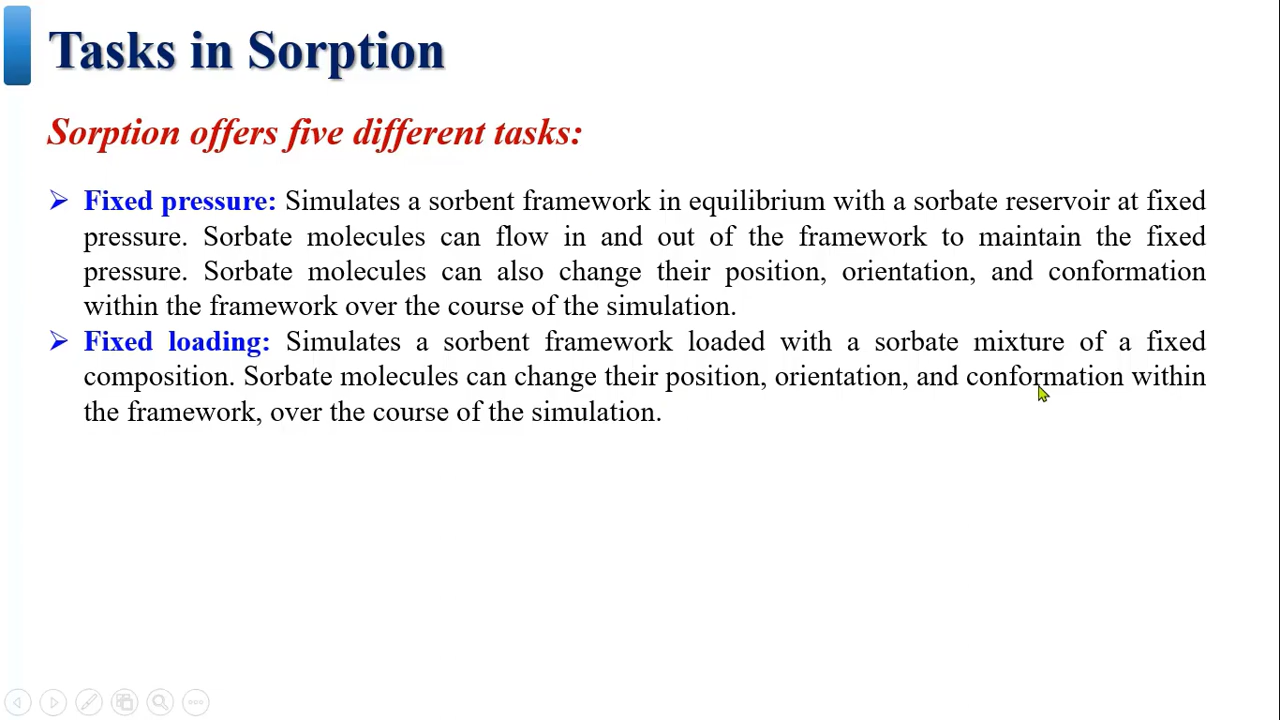 Tasks in Sorption
Sorption offers five different tasks:
Fixed pressure: Simulates a sorbent framework in equilibrium with a sorbate reservoir at fixed
pressure. Sorbate molecules can flow in and out of the framework to maintain the fixed
pressure. Sorbate molecules can also change their position, orientation, and conformation
within the framework over the course of the simulation.
Fixed loading: Simulates a sorbent framework loaded with a sorbate mixture of a fixed
composition. Sorbate molecules can change their position, orientation, and conformation within
the framework, over the course of the simulation.